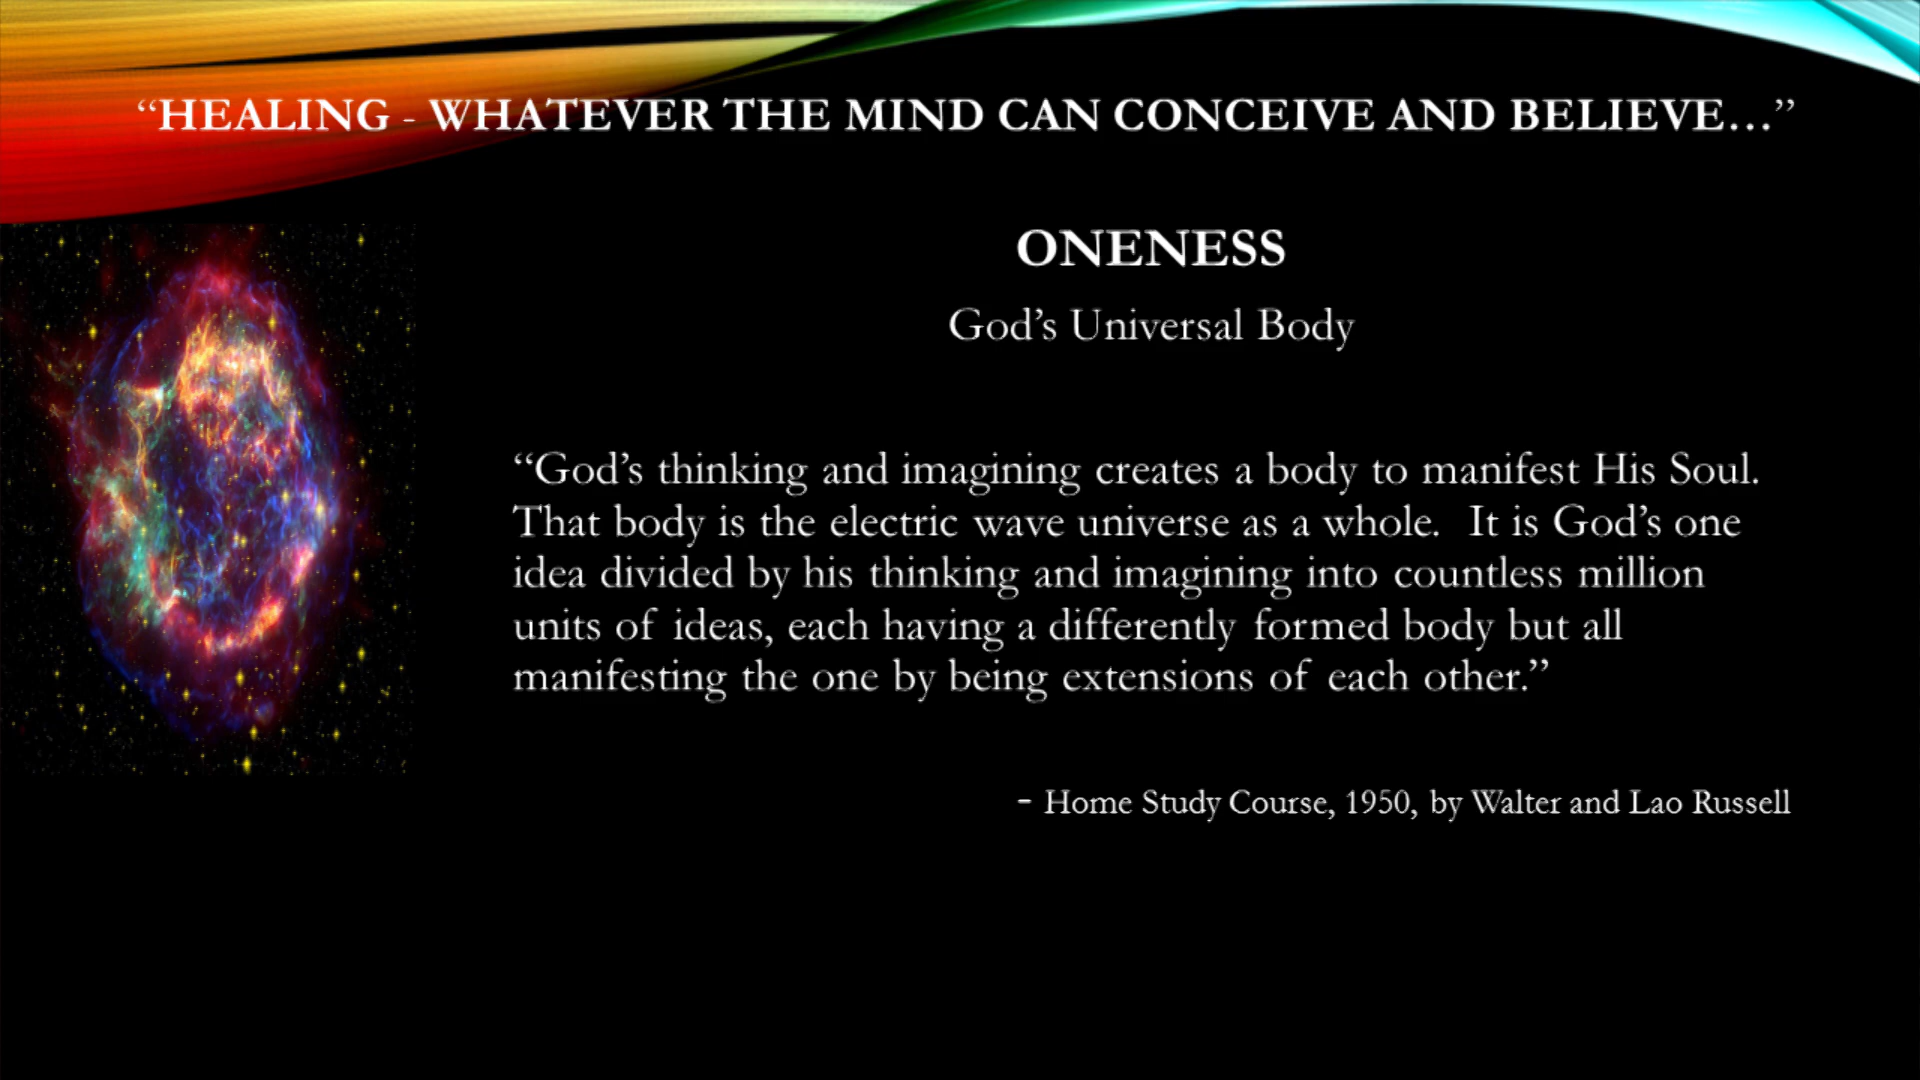 “HEALING - WHATEVER THE MIND CAN CONCEIVE AND BELIEVE…”
ONENESS
God’s Universal Body
“God’s thinking and imagining creates a body to manifest His Soul.
That body is the electric wave universe as a whole.  It is God’s one
idea divided by his thinking and imagining into countless million
units of ideas, each having a differently formed body but all
manifesting the one by being extensions of each other.”
- Home Study Course, 1950, by Walter and Lao Russell